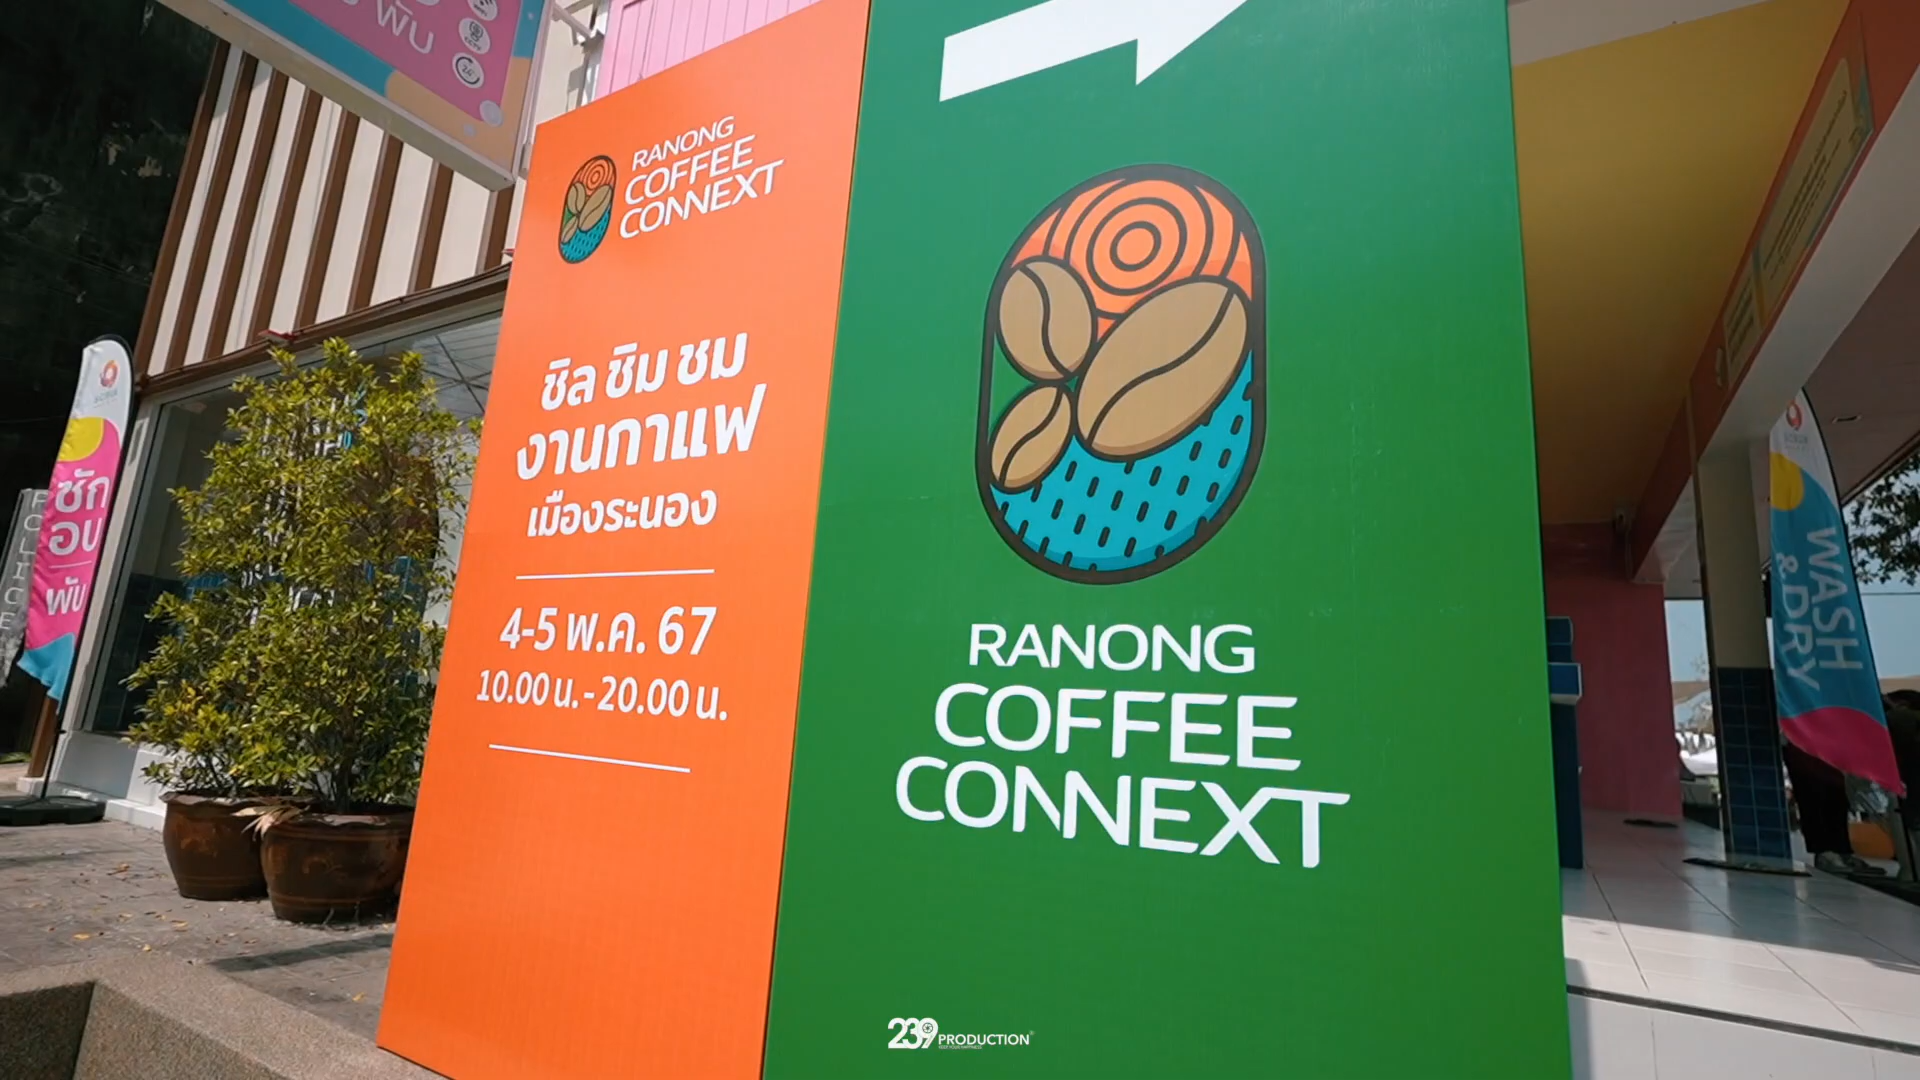 พับ
RANONG
COFFEE
CONNEXT
ชิล ชิม ชม
งานกาแฟ
เมืองระนอง
4-5 พ.ค. 67
10.00 น. - 20.00 น.
RANONG
COFFEE
CONNEXT
ซัก
อบ
พับ
WASH
& DRY
239 PRODUCTION